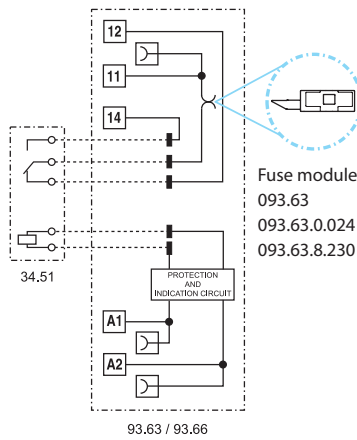 12
11
14
Fuse module
093.63
093.63.0.024
093.63.8.230
34.51
PROTECTION
AND
INDICATION CIRCUIT
A1
A2
93.63 / 93.66